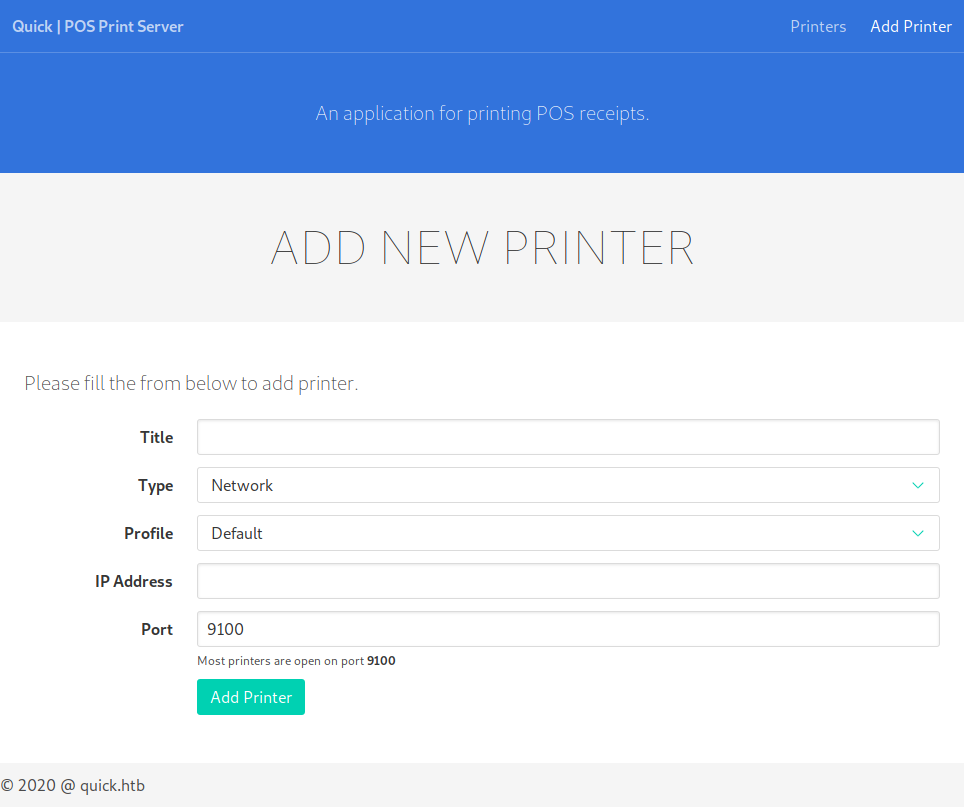 Quick | POS Print Server Printers Add Printer
An application for printing POS receipts.
ADD NEW PRINTER
Please fill the from below to add printer.
Title
Type Network
Profile Default
IP Address
Port 9100
Most printers are open on port 9100
Add Printer
© 2020 @ quick.htb